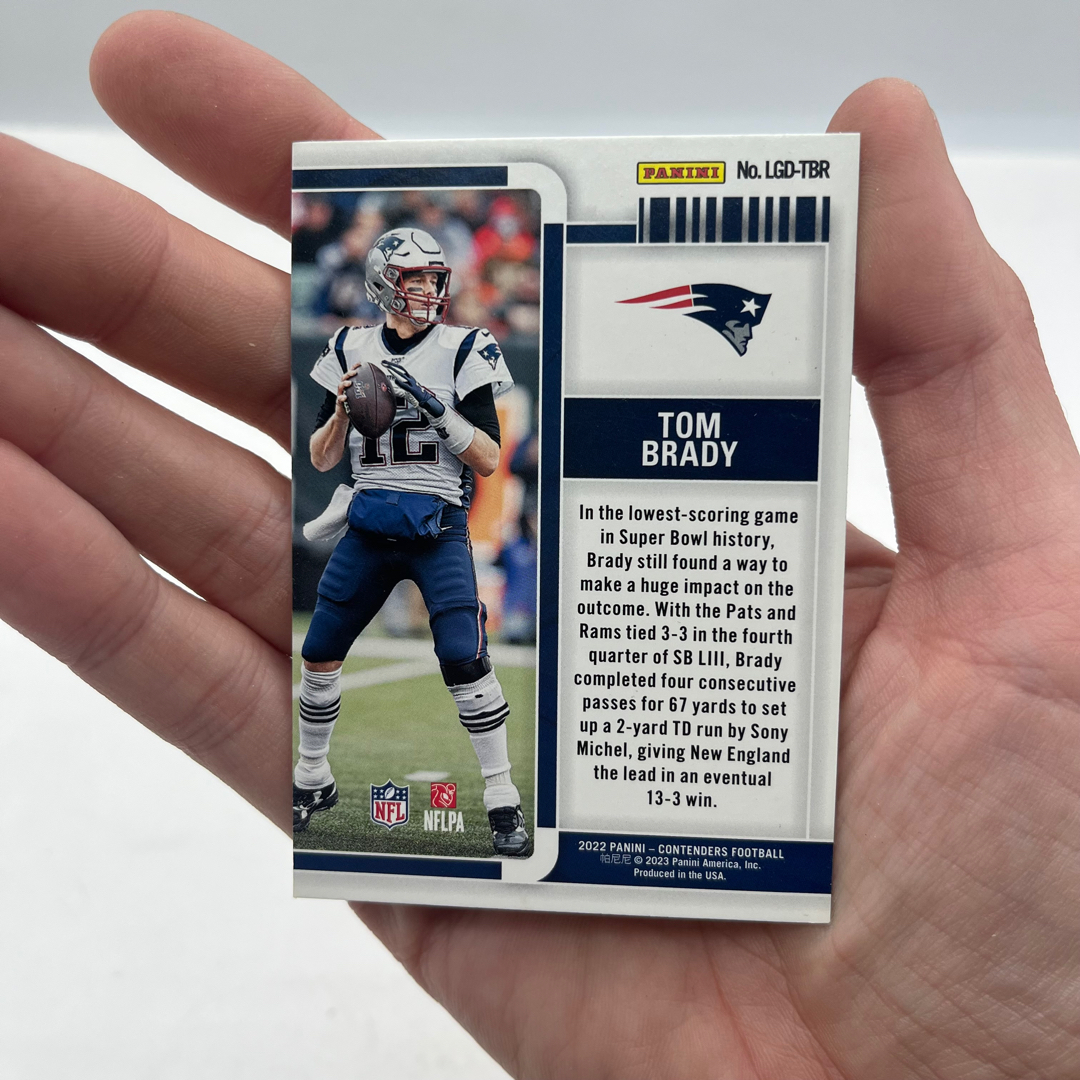 PANINI No. LGD-TBR
12
TOM
BRADY
In the lowest-scoring game
in Super Bowl history,
Brady still found a way to
make a huge impact on the
outcome. With the Pats and
Rams tied 3-3 in the fourth
quarter of SB LIII, Brady
completed four consecutive
passes for 67 yards to set
up a 2-yard TD run by Sony
Michel, giving New England
the lead in an eventual
13-3 win.
NFL NFLPA
2022 PANINI – CONTENDERS FOOTBALL
帕尼尼 © 2023 Panini America, Inc.
Produced in the USA.